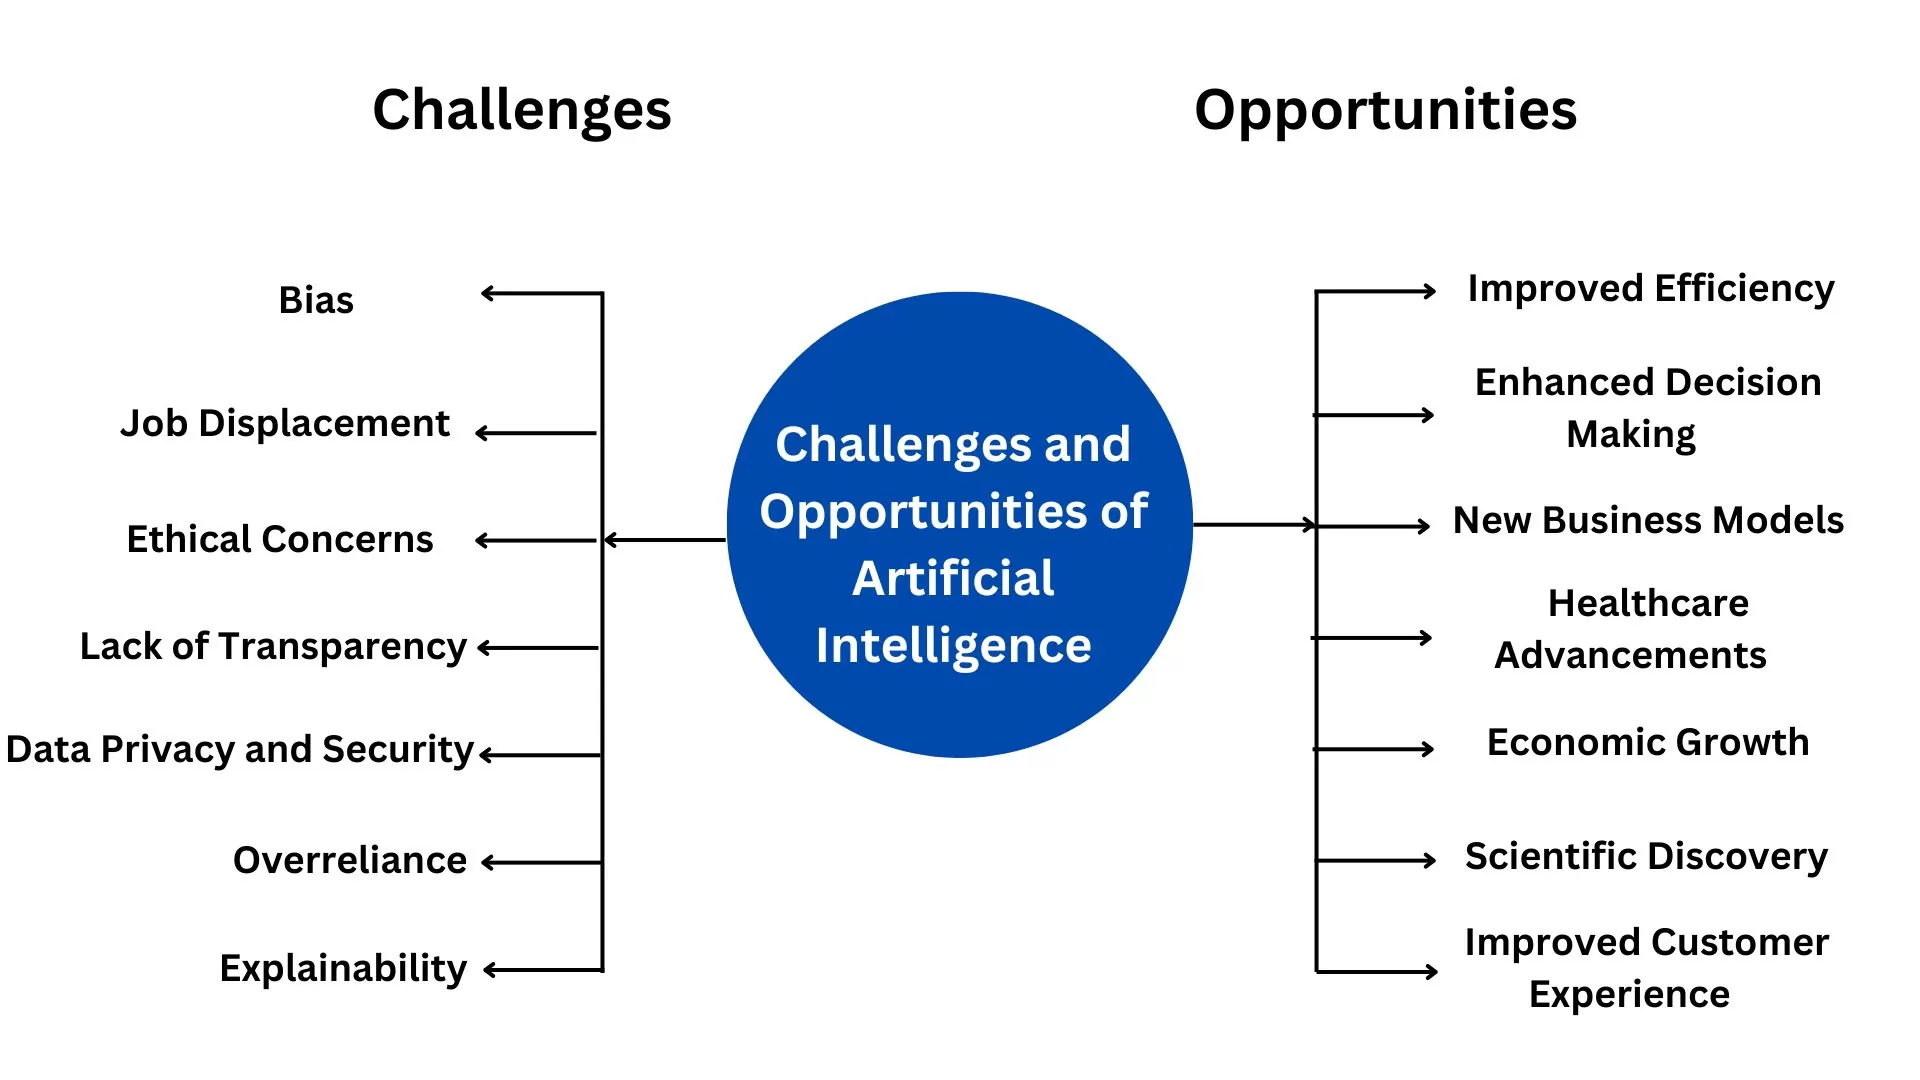 Challenges
Opportunities
Bias
Job Displacement
Ethical Concerns
Lack of Transparency
Data Privacy and Security
Overreliance
Explainability
Challenges and
Opportunities of
Artificial
Intelligence
Improved Efficiency
Enhanced Decision
Making
New Business Models
Healthcare
Advancements
Economic Growth
Scientific Discovery
Improved Customer
Experience